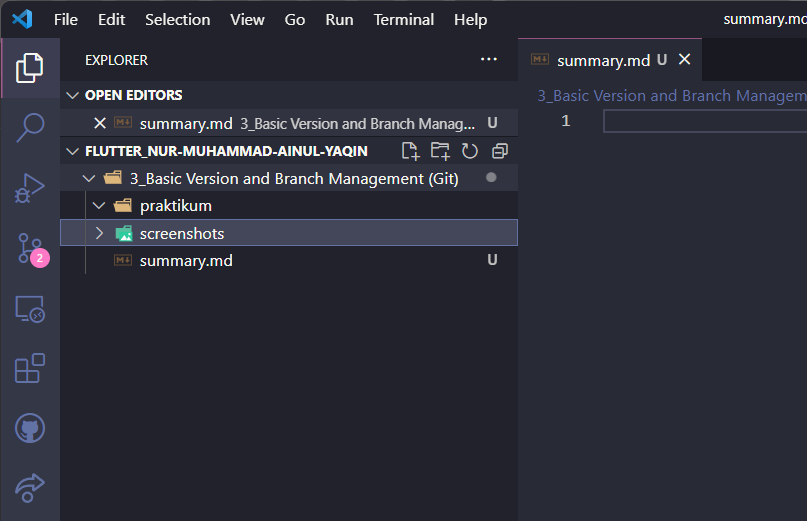 File Edit Selection View Go Run Terminal Help
summary.md
EXPLORER
summary.md U
OPEN EDITORS
summary.md 3_Basic Version and Branch Manag... U
3_Basic Version and Branch Managem
1
FLUTTER_NUR-MUHAMMAD-AINUL-YAQIN
3_Basic Version and Branch Management (Git)
praktikum
screenshots
summary.md U
2